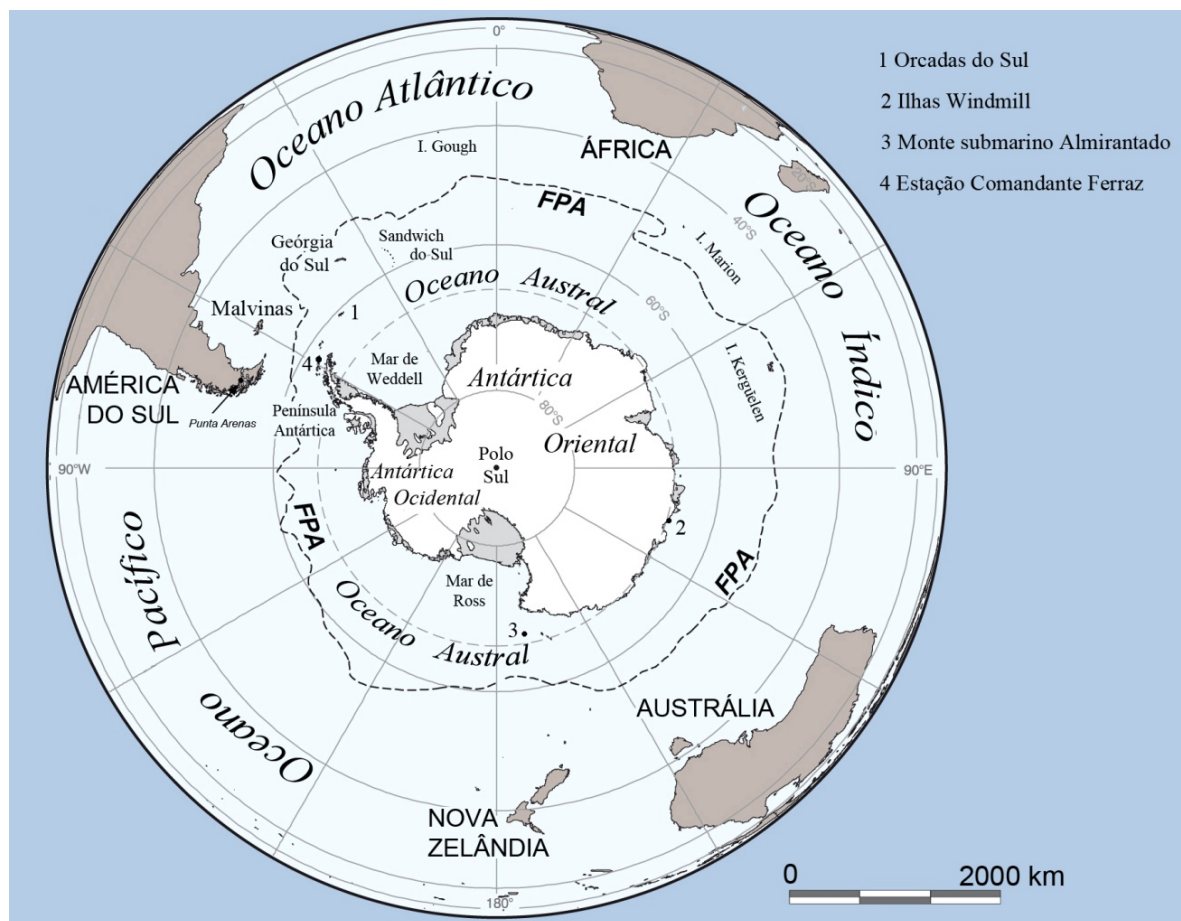 0°
1 Orcadas do Sul
2 Ilhas Windmill
3 Monte submarino Almirantado
4 Estação Comandante Ferraz
Oceano Atlântico
I. Gough
ÁFRICA
20°S
Oceano Índico
FPA
40°S
I. Marion
Geórgia
do Sul
Sandwich
do Sul
Oceano Austral
60°S
Malvinas
1
4
Mar de
Weddell
I. Kergüelen
AMÉRICA
DO SUL
Punta Arenas
Península
Antártica
Antártica
Oriental
80°S
Polo
Sul
90°W
90°E
Antártica
Ocidental
FPA
2
FPA
Mar de
Ross
3
Oceano Austral
Oceano Pacífico
AUSTRÁLIA
NOVA
ZELÂNDIA
0 2000 km
180°